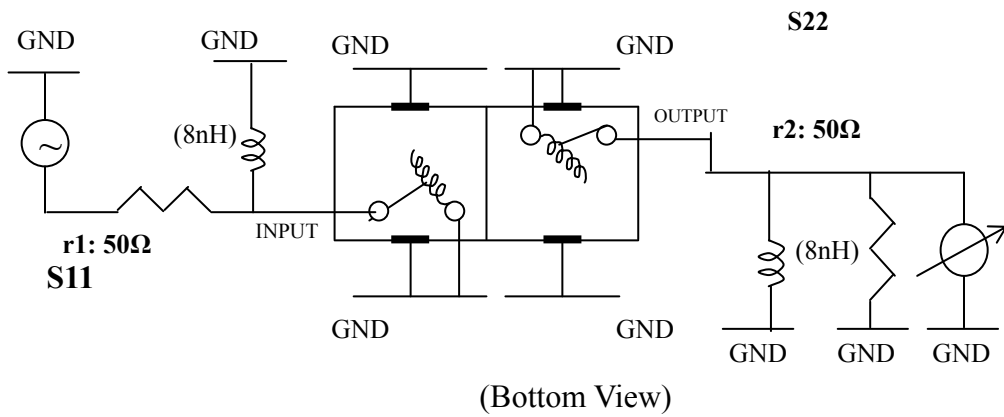 S22
GND
GND
GND
GND
(8nH)
OUTPUT
r2: 50Ω
r1: 50Ω
INPUT
S11
(8nH)
GND
GND
GND
GND
GND
(Bottom View)